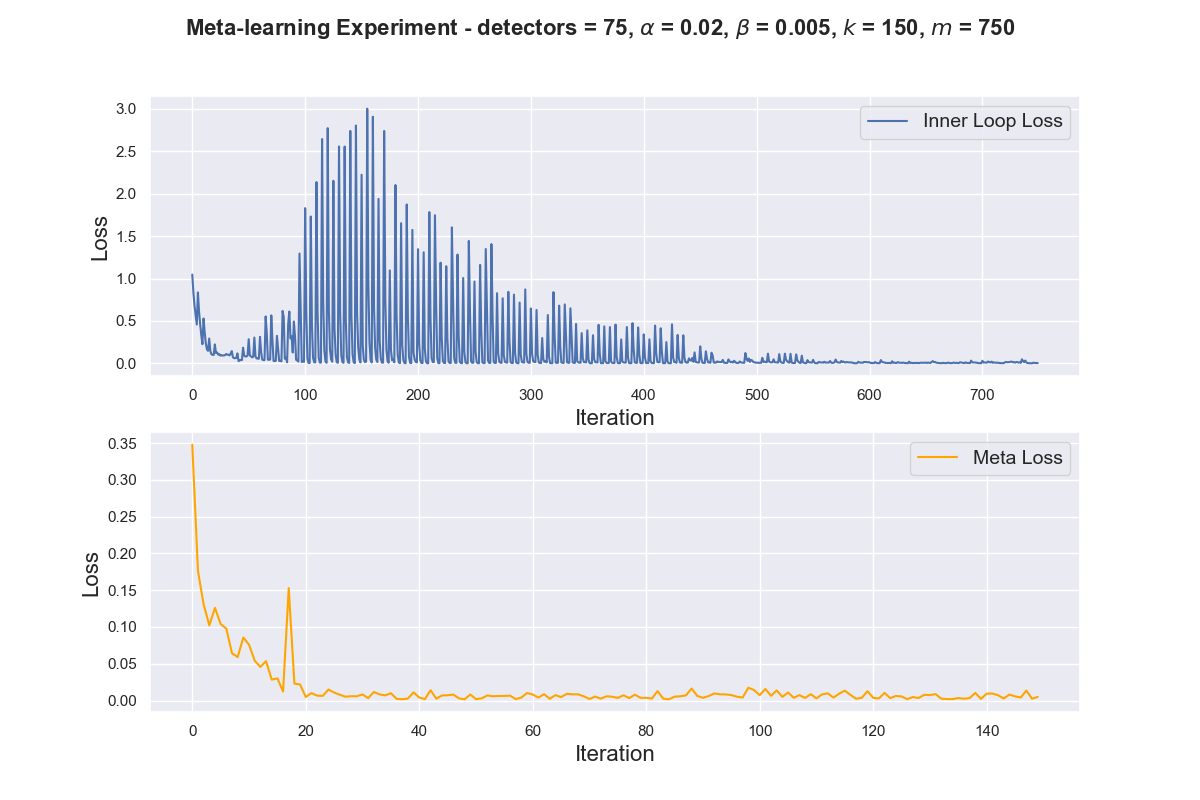 Meta-learning Experiment - detectors = 75, α = 0.02, β = 0.005, k = 150, m = 750
3.0
2.5
2.0
1.5
1.0
0.5
0.0
Loss
Inner Loop Loss
0 100 200 300 400 500 600 700
Iteration
0.35
0.30
0.25
0.20
0.15
0.10
0.05
0.00
Loss
Meta Loss
0 20 40 60 80 100 120 140
Iteration